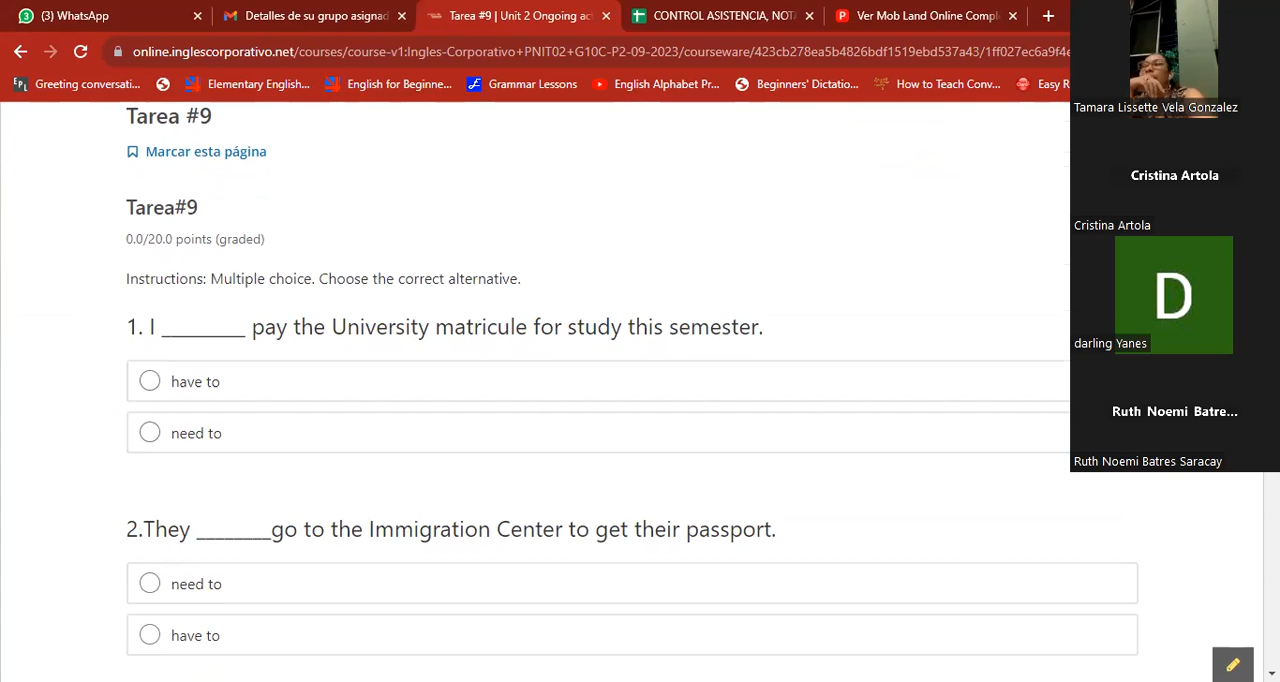 (3) WhatsApp
Detalles de su grupo asignad
Tarea #9 | Unit 2 Ongoing act
CONTROL ASISTENCIA, NOTA
Ver Mob Land Online Comple
online.inglescorporativo.net/courses/course-v1:Ingles-Corporativo+PNIT02+G10C-P2-09-2023/courseware/423cb278ea5b4826bdf1519ebd537a43/1ff027ec6a9f4e
Greeting conversati...
Elementary English...
English for Beginne...
Grammar Lessons
English Alphabet Pr...
Beginners' Dictatio...
How to Teach Conv...
Easy R
Tarea #9
Marcar esta página
Tarea#9
0.0/20.0 points (graded)
Instructions: Multiple choice. Choose the correct alternative.
1. I ________ pay the University matricule for study this semester.
have to
need to
2.They ________go to the Immigration Center to get their passport.
need to
have to
Tamara Lissette Vela Gonzalez
Cristina Artola
Cristina Artola
D
darling Yanes
Ruth Noemi Batre...
Ruth Noemi Batres Saracay